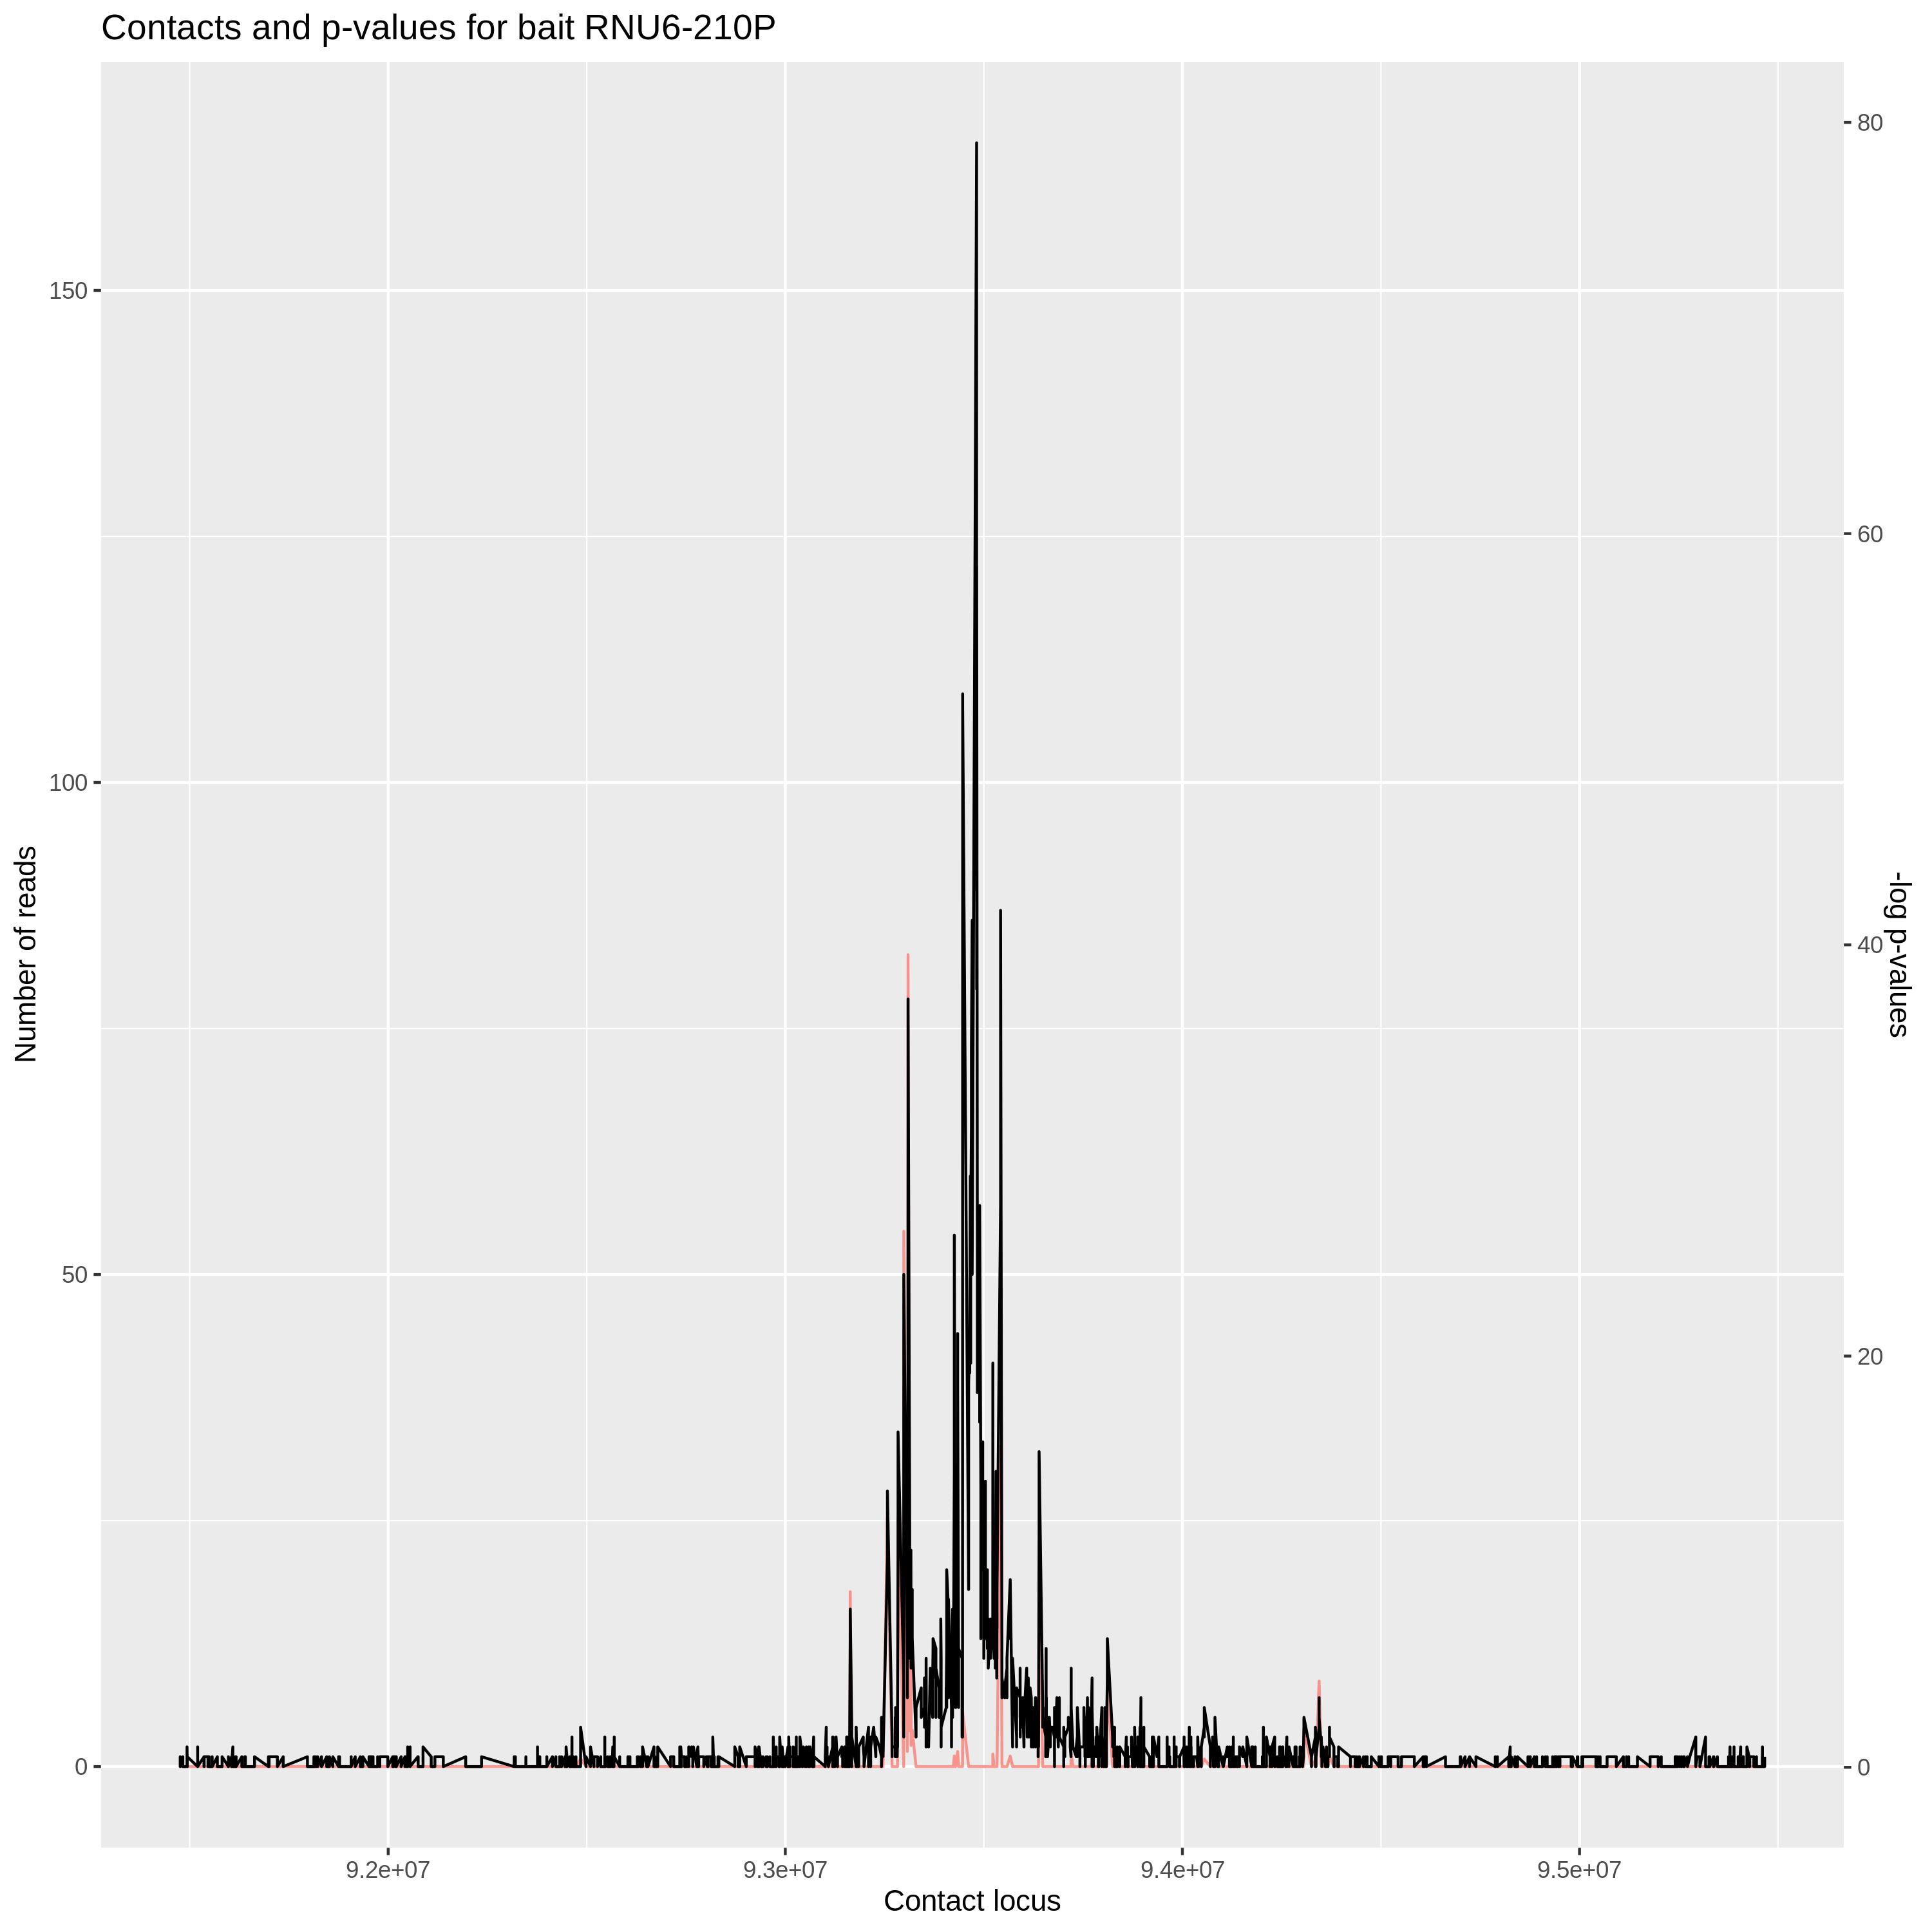 Contacts and p-values for bait RNU6-210P
150
100
50
0
Number of reads
80
60
40
20
0
-log p-values
9.2e+07
9.3e+07
9.4e+07
9.5e+07
Contact locus